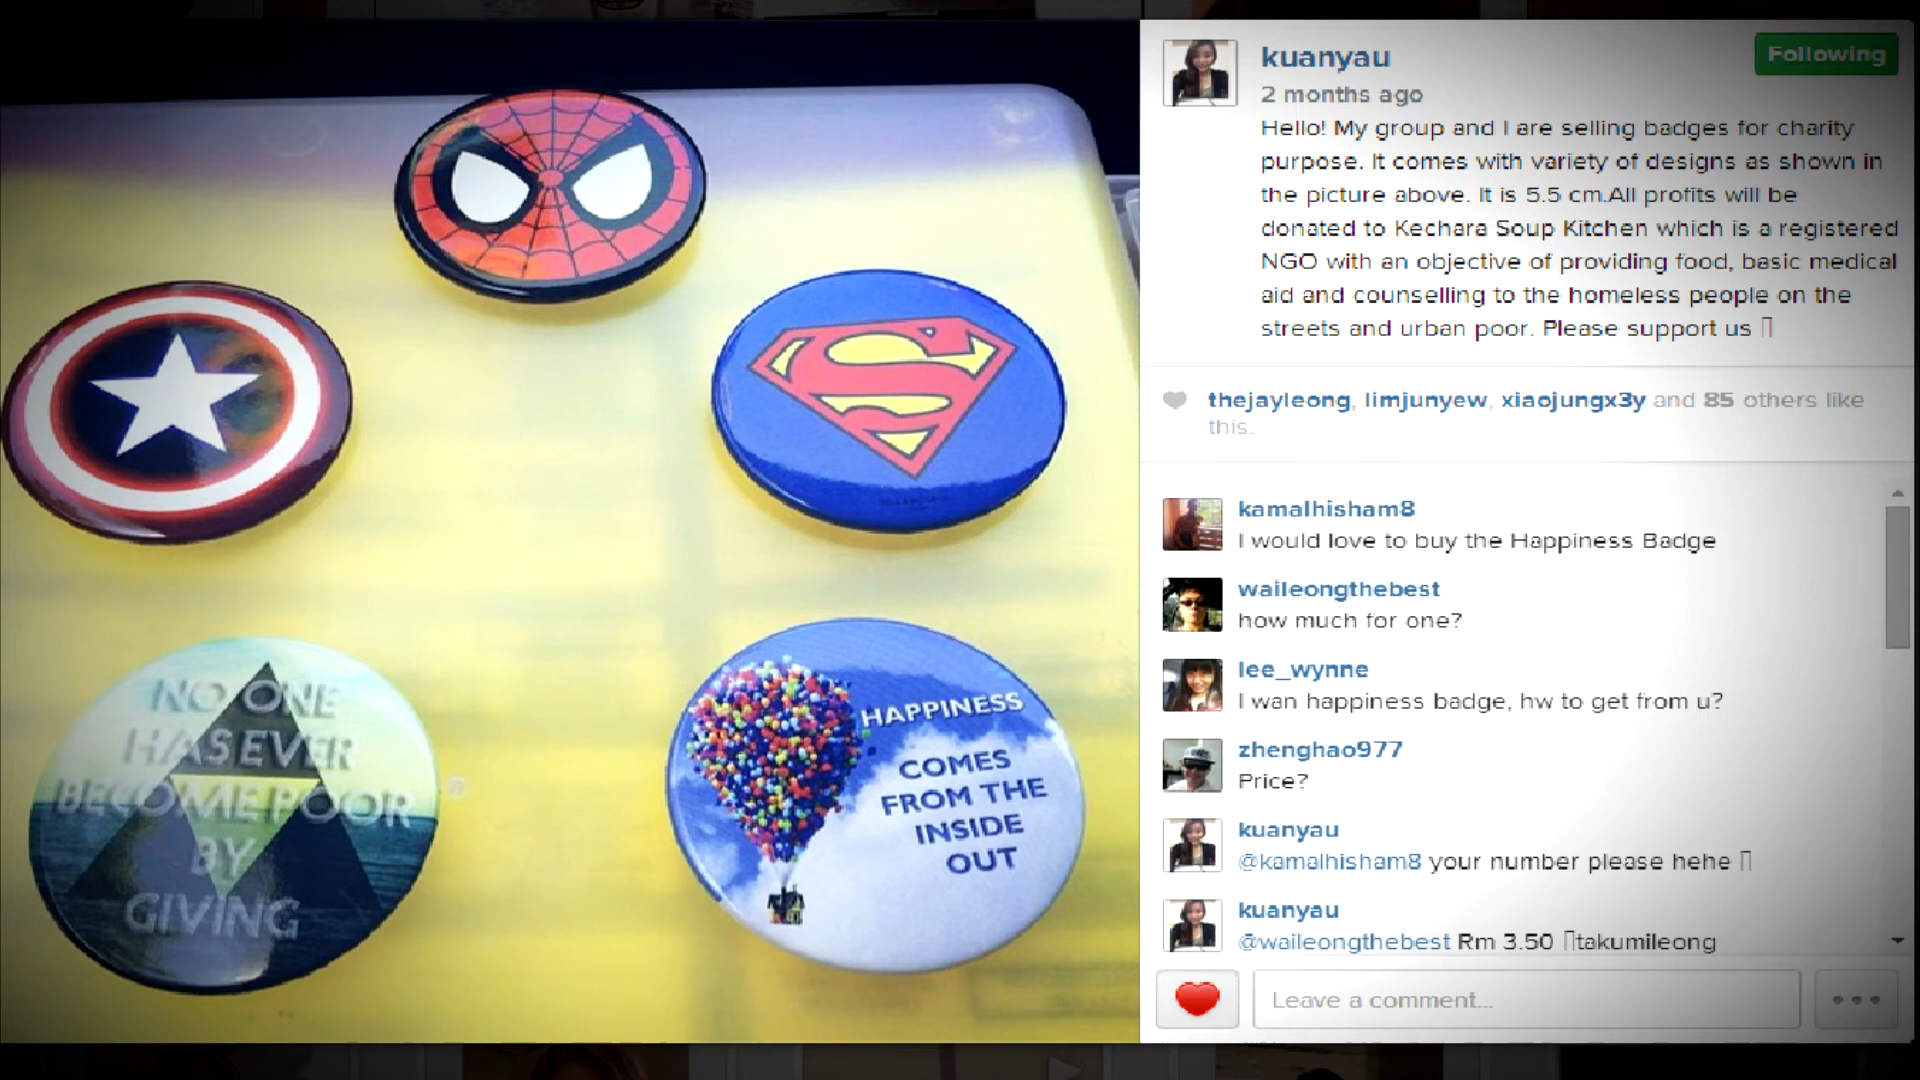 NO ONE
HAS EVER
BECOME POOR
BY
GIVING
HAPPINESS
COMES
FROM THE
INSIDE
OUT
kuanyau
Following
2 months ago
Hello! My group and I are selling badges for charity
purpose. It comes with variety of designs as shown in
the picture above. It is 5.5 cm.All profits will be
donated to Kechara Soup Kitchen which is a registered
NGO with an objective of providing food, basic medical
aid and counselling to the homeless people on the
streets and urban poor. Please support us
thejayleong, limjunyew, xiaojungx3y and 85 others like
this.
kamalhisham8
I would love to buy the Happiness Badge
waileongthebest
how much for one?
lee_wynne
I wan happiness badge, hw to get from u?
zhenghao977
Price?
kuanyau
@kamalhisham8 your number please hehe
kuanyau
@waileongthebest Rm 3.50 takumileong
Leave a comment...